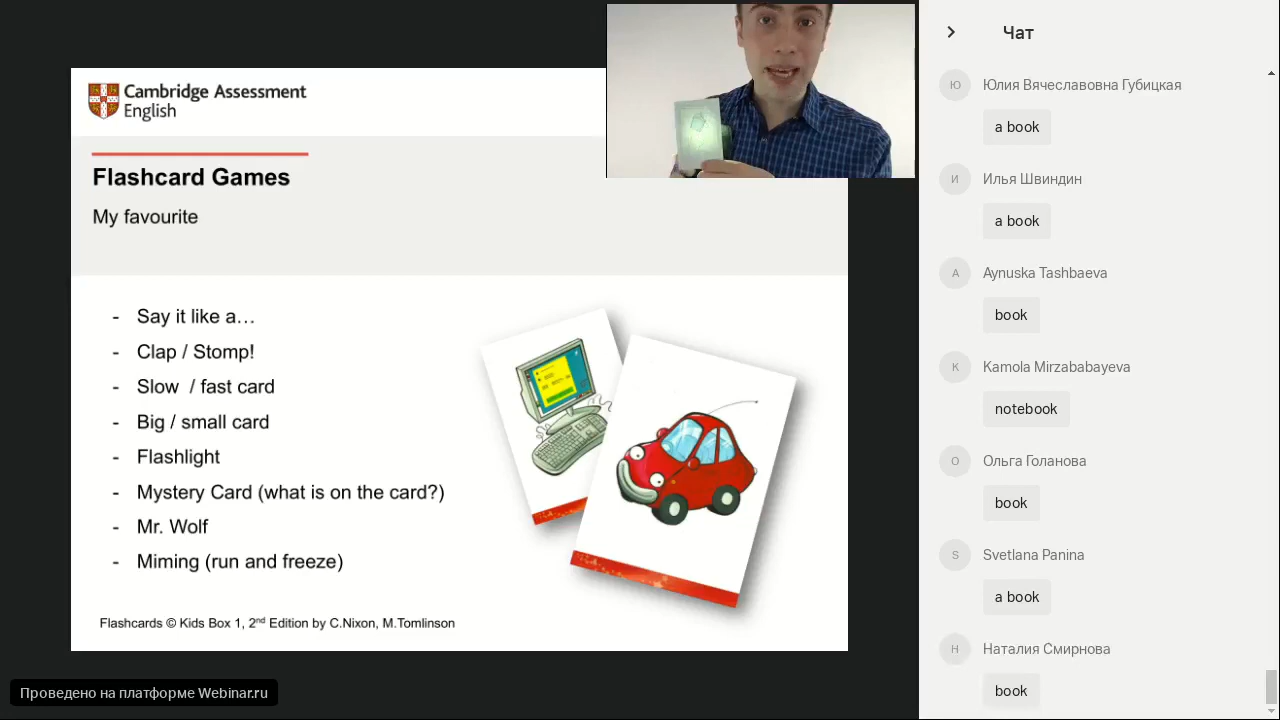 Cambridge Assessment
English
Flashcard Games
My favourite
- Say it like a…
- Clap / Stomp!
- Slow / fast card
- Big / small card
- Flashlight
- Mystery Card (what is on the card?)
- Mr. Wolf
- Miming (run and freeze)
Flashcards © Kids Box 1, 2nd Edition by C.Nixon, M.Tomlinson
Проведено на платформе Webinar.ru
Чат
Ю Юлия Вячеславовна Губицкая
a book
И Илья Швиндин
a book
A Aynuska Tashbaeva
book
K Kamola Mirzababayeva
notebook
О Ольга Голанова
book
S Svetlana Panina
a book
Н Наталия Смирнова
book